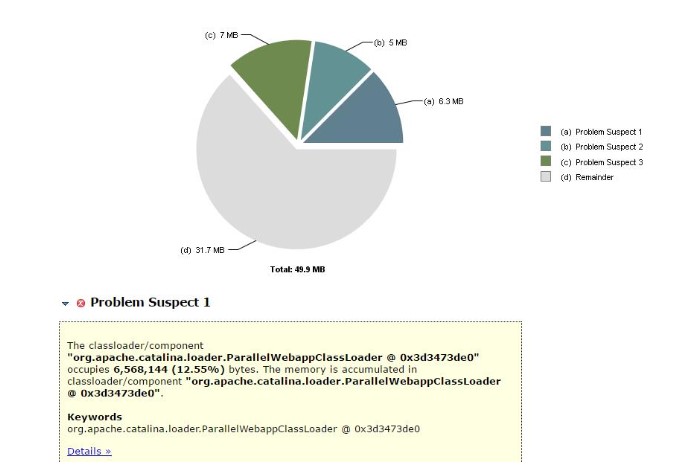 (c) 7 MB
(b) 5 MB
(a) 6.3 MB
(d) 31.7 MB
Total: 49.9 MB
(a) Problem Suspect 1
(b) Problem Suspect 2
(c) Problem Suspect 3
(d) Remainder
Problem Suspect 1
The classloader/component
"org.apache.catalina.loader.ParallelWebappClassLoader @ 0x3d3473de0"
occupies 6,568,144 (12.55%) bytes. The memory is accumulated in
classloader/component "org.apache.catalina.loader.ParallelWebappClassLoader
@ 0x3d3473de0".
Keywords
org.apache.catalina.loader.ParallelWebappClassLoader @ 0x3d3473de0
Details »